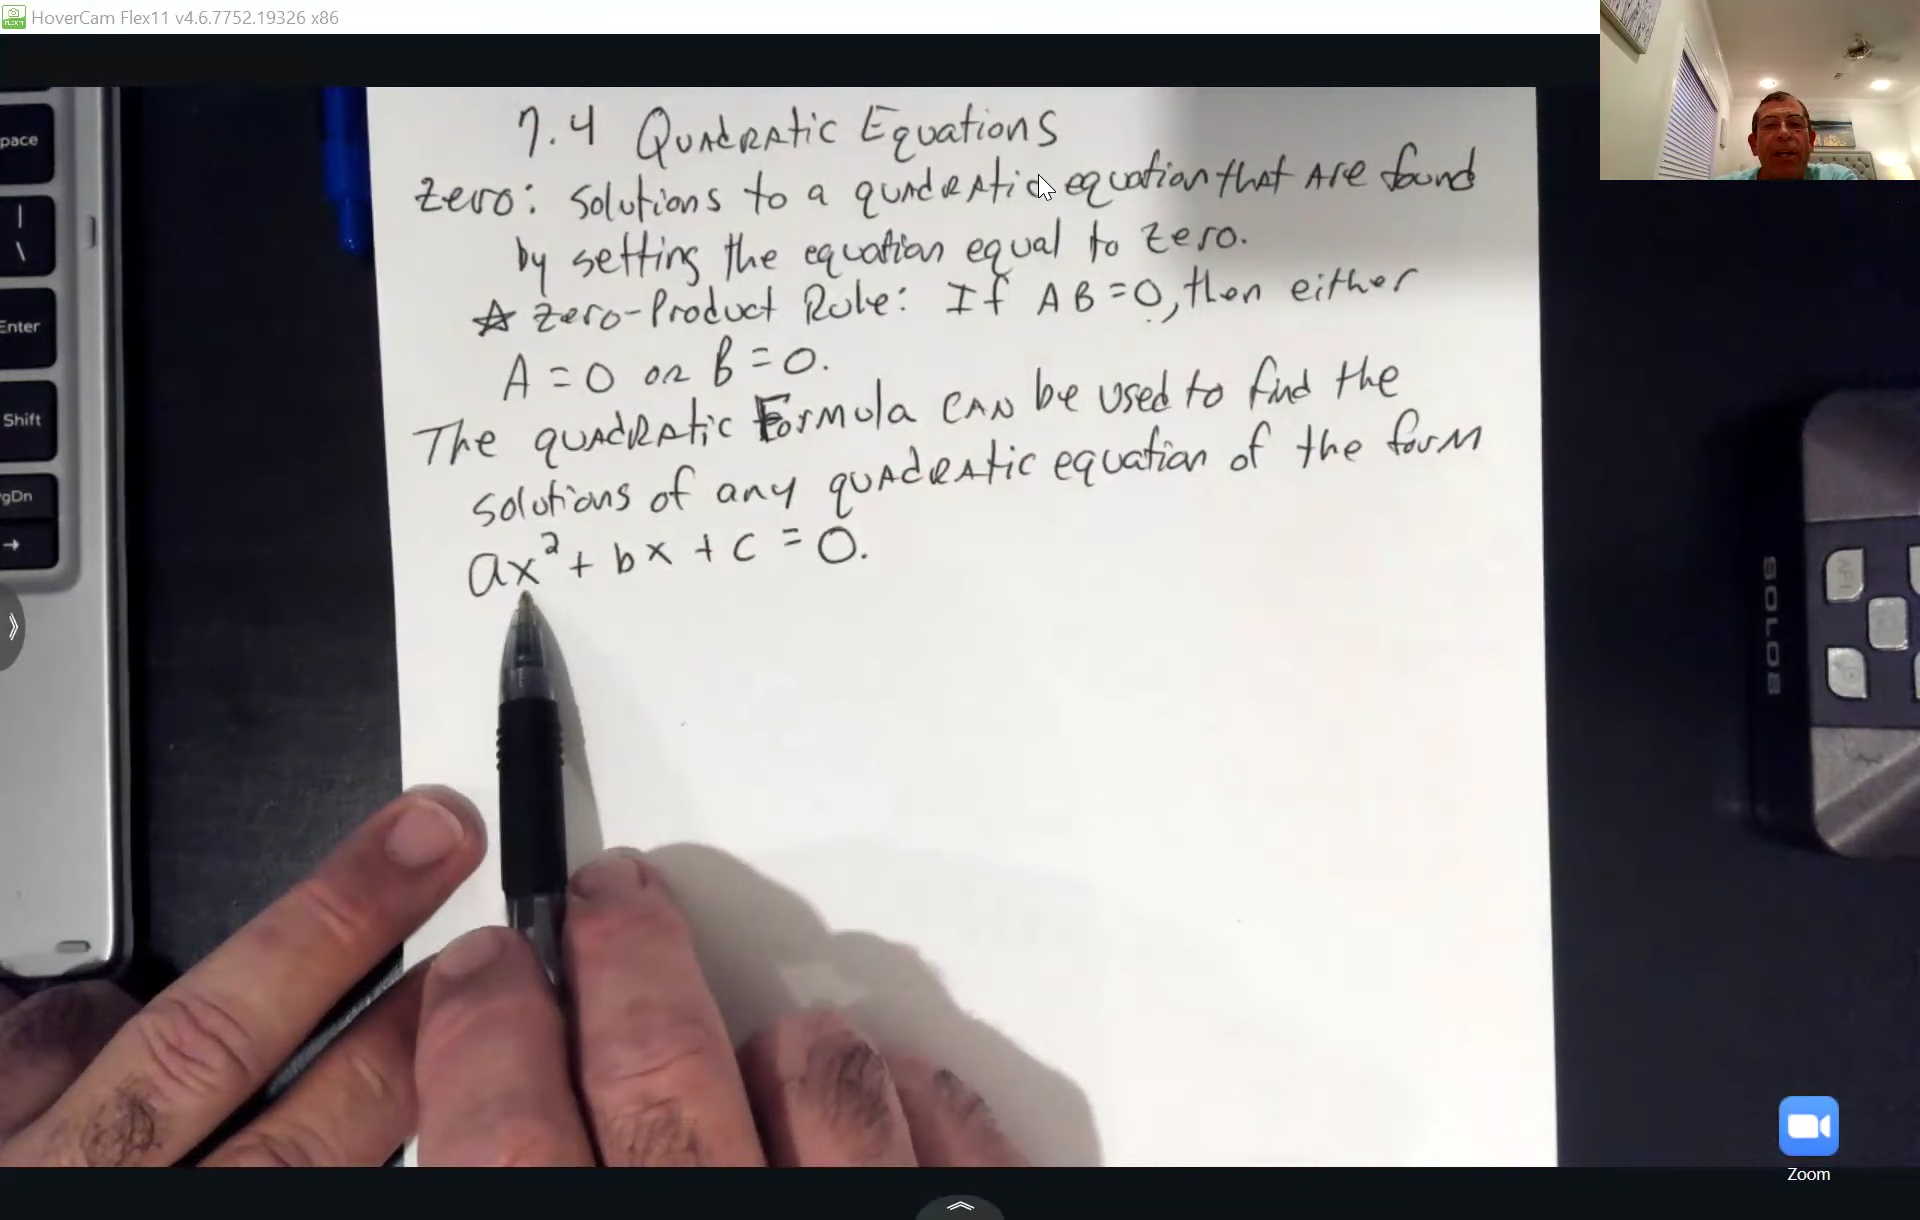 HoverCam Flex11 v4.6.7752.19326 x86
7.4 Quadratic Equations
Zero: solutions to a quadratic equation that are found
by setting the equation equal to zero.
☆ Zero-Product Rule: If AB = 0, then either
A = 0 or B = 0.
The quadratic Formula can be used to find the
solutions of any quadratic equation of the form
ax² + bx + c = 0.
pace
|
\
Enter
Shift
gDn
→
SOLO8
Zoom